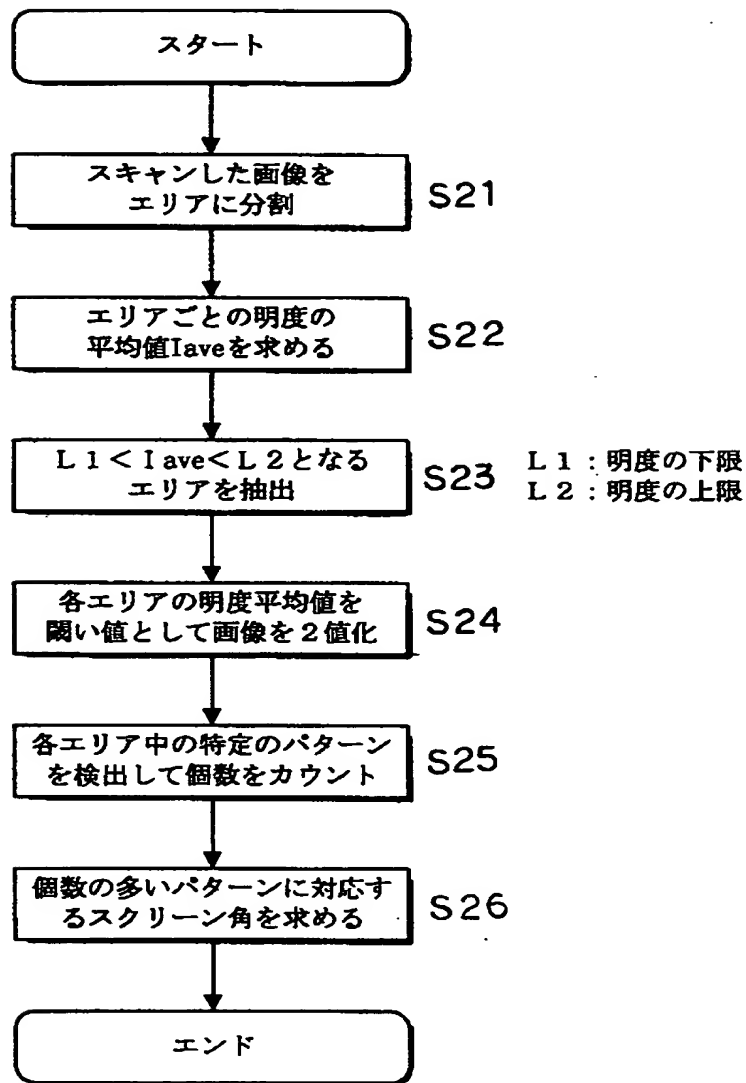 スタート
スキャンした画像を
エリアに分割
S21
エリアごとの明度の
平均値Iaveを求める
S22
L1<Iave<L2となる
エリアを抽出
S23
L1:明度の下限
L2:明度の上限
各エリアの明度平均値を
閾い値として画像を2値化
S24
各エリア中の特定のパターン
を検出して個数をカウント
S25
個数の多いパターンに対応す
るスクリーン角を求める
S26
エンド